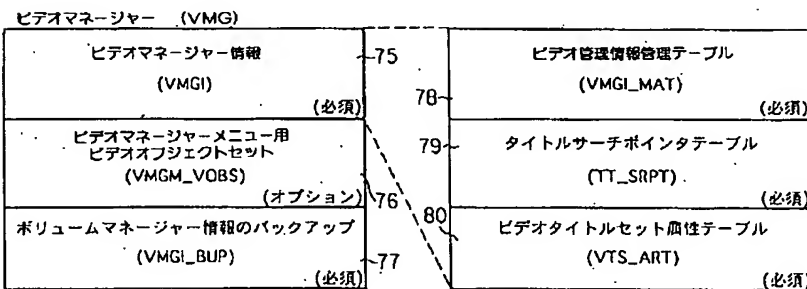 ビデオマネージャー (VMG)
ビデオマネージャー情報
(VMGI)
(必須)
75
ビデオマネージャーメニュー用
ビデオオブジェクトセット
(VMGM_VOBS)
(オプション)
76
ボリュームマネージャー情報のバックアップ
(VMGI_BUP)
(必須)
77
78
ビデオ管理情報管理テーブル
(VMGI_MAT)
(必須)
79
タイトルサーチポインタテーブル
(TT_SRPT)
(必須)
80
ビデオタイトルセット属性テーブル
(VTS_ART)
(必須)